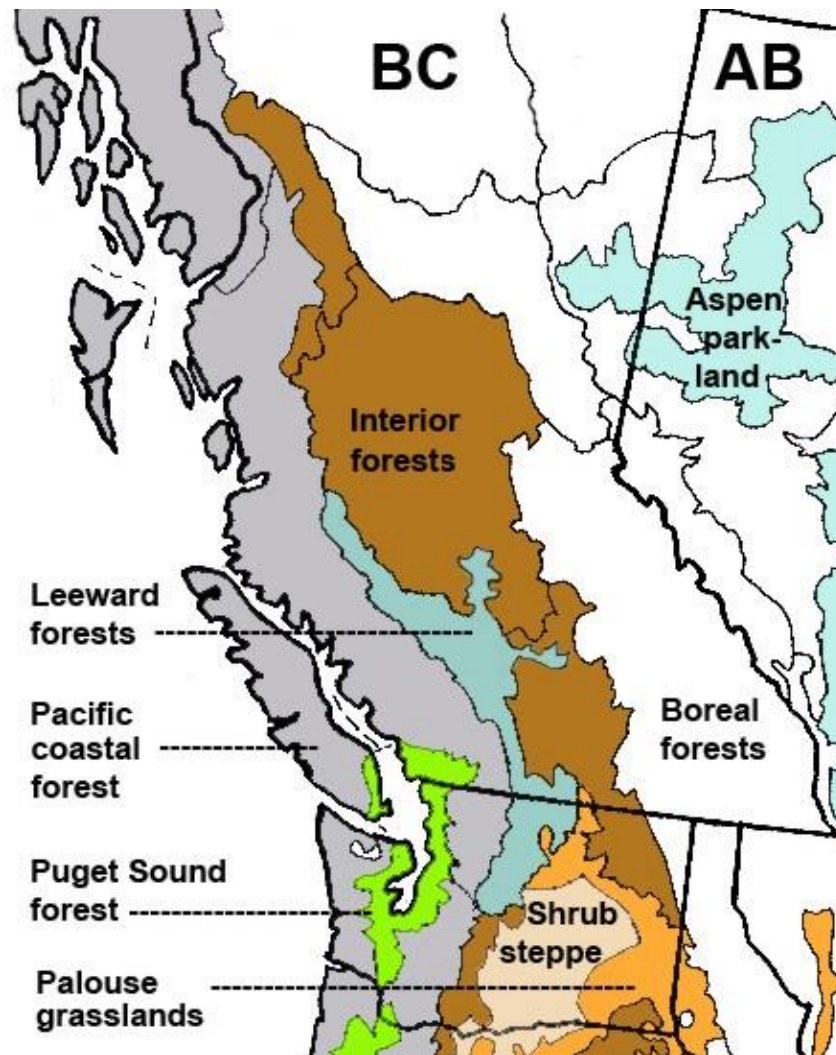 BC
AB
Aspen
park-
land
Interior
forests
Leeward
forests
Pacific
coastal
forest
Boreal
forests
Puget Sound
forest
Shrub
steppe
Palouse
grasslands